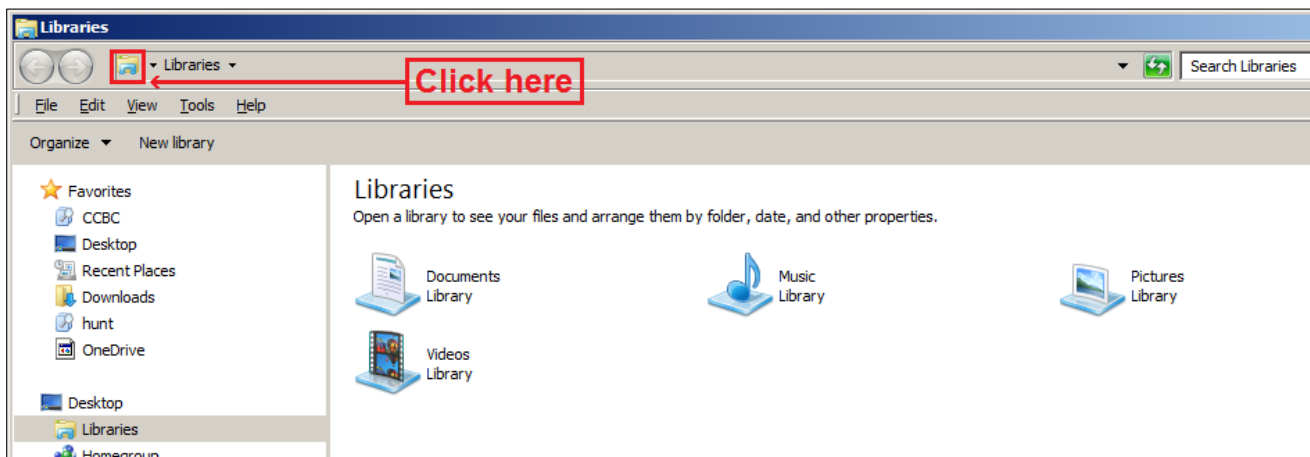 Libraries
Libraries
Click here
Search Libraries
File Edit View Tools Help
Organize New library
Favorites
CCBC
Desktop
Recent Places
Downloads
hunt
OneDrive
Desktop
Libraries
Homegroup
Libraries
Open a library to see your files and arrange them by folder, date, and other properties.
Documents
Library
Music
Library
Pictures
Library
Videos
Library